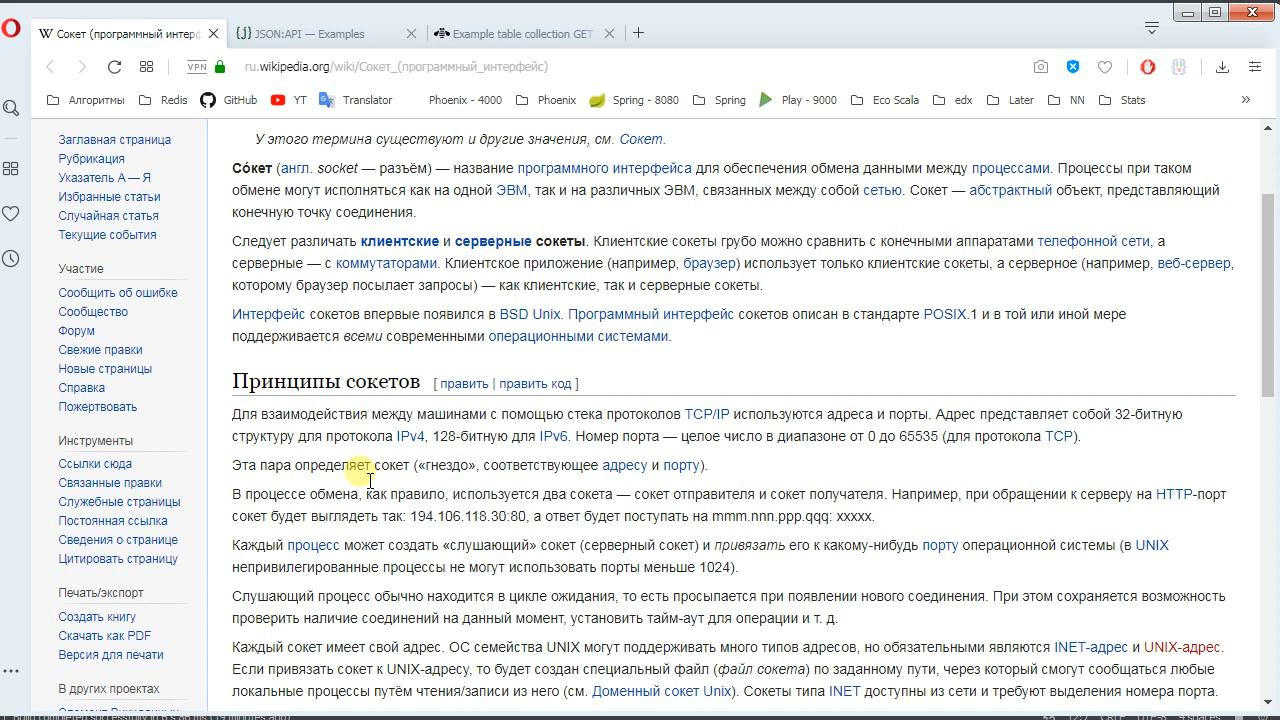 Сокет (программный интерф
JSON:API — Examples
Example table collection GET
VPN
ru.wikipedia.org/wiki/Сокет_(программный_интерфейс)
Алгоритмы
Redis
GitHub
YT
Translator
Phoenix - 4000
Phoenix
Spring - 8080
Spring
Play - 9000
Eco Scala
edx
Later
NN
Stats
Заглавная страница
Рубрикация
Указатель А — Я
Избранные статьи
Случайная статья
Текущие события
Участие
Сообщить об ошибке
Сообщество
Форум
Свежие правки
Новые страницы
Справка
Пожертвовать
Инструменты
Ссылки сюда
Связанные правки
Служебные страницы
Постоянная ссылка
Сведения о странице
Цитировать страницу
Печать/экспорт
Создать книгу
Скачать как PDF
Версия для печати
В других проектах
У этого термина существуют и другие значения, см. Сокет.
Со́кет (англ. socket — разъём) — название программного интерфейса для обеспечения обмена данными между процессами. Процессы при таком
обмене могут исполняться как на одной ЭВМ, так и на различных ЭВМ, связанных между собой сетью. Сокет — абстрактный объект, представляющий
конечную точку соединения.
Следует различать клиентские и серверные сокеты. Клиентские сокеты грубо можно сравнить с конечными аппаратами телефонной сети, а
серверные — с коммутаторами. Клиентское приложение (например, браузер) использует только клиентские сокеты, а серверное (например, веб-сервер,
которому браузер посылает запросы) — как клиентские, так и серверные сокеты.
Интерфейс сокетов впервые появился в BSD Unix. Программный интерфейс сокетов описан в стандарте POSIX.1 и в той или иной мере
поддерживается всеми современными операционными системами.
Принципы сокетов [ править | править код ]
Для взаимодействия между машинами с помощью стека протоколов TCP/IP используются адреса и порты. Адрес представляет собой 32-битную
структуру для протокола IPv4, 128-битную для IPv6. Номер порта — целое число в диапазоне от 0 до 65535 (для протокола TCP).
Эта пара определяет сокет («гнездо», соответствующее адресу и порту).
В процессе обмена, как правило, используется два сокета — сокет отправителя и сокет получателя. Например, при обращении к серверу на HTTP-порт
сокет будет выглядеть так: 194.106.118.30:80, а ответ будет поступать на mmm.nnn.ppp.qqq: xxxxx.
Каждый процесс может создать «слушающий» сокет (серверный сокет) и привязать его к какому-нибудь порту операционной системы (в UNIX
непривилегированные процессы не могут использовать порты меньше 1024).
Слушающий процесс обычно находится в цикле ожидания, то есть просыпается при появлении нового соединения. При этом сохраняется возможность
проверить наличие соединений на данный момент, установить тайм-аут для операции и т. д.
Каждый сокет имеет свой адрес. ОС семейства UNIX могут поддерживать много типов адресов, но обязательными являются INET-адрес и UNIX-адрес.
Если привязать сокет к UNIX-адресу, то будет создан специальный файл (файл сокета) по заданному пути, через который смогут сообщаться любые
локальные процессы путём чтения/записи из него (см. Доменный сокет Unix). Сокеты типа INET доступны из сети и требуют выделения номера порта.